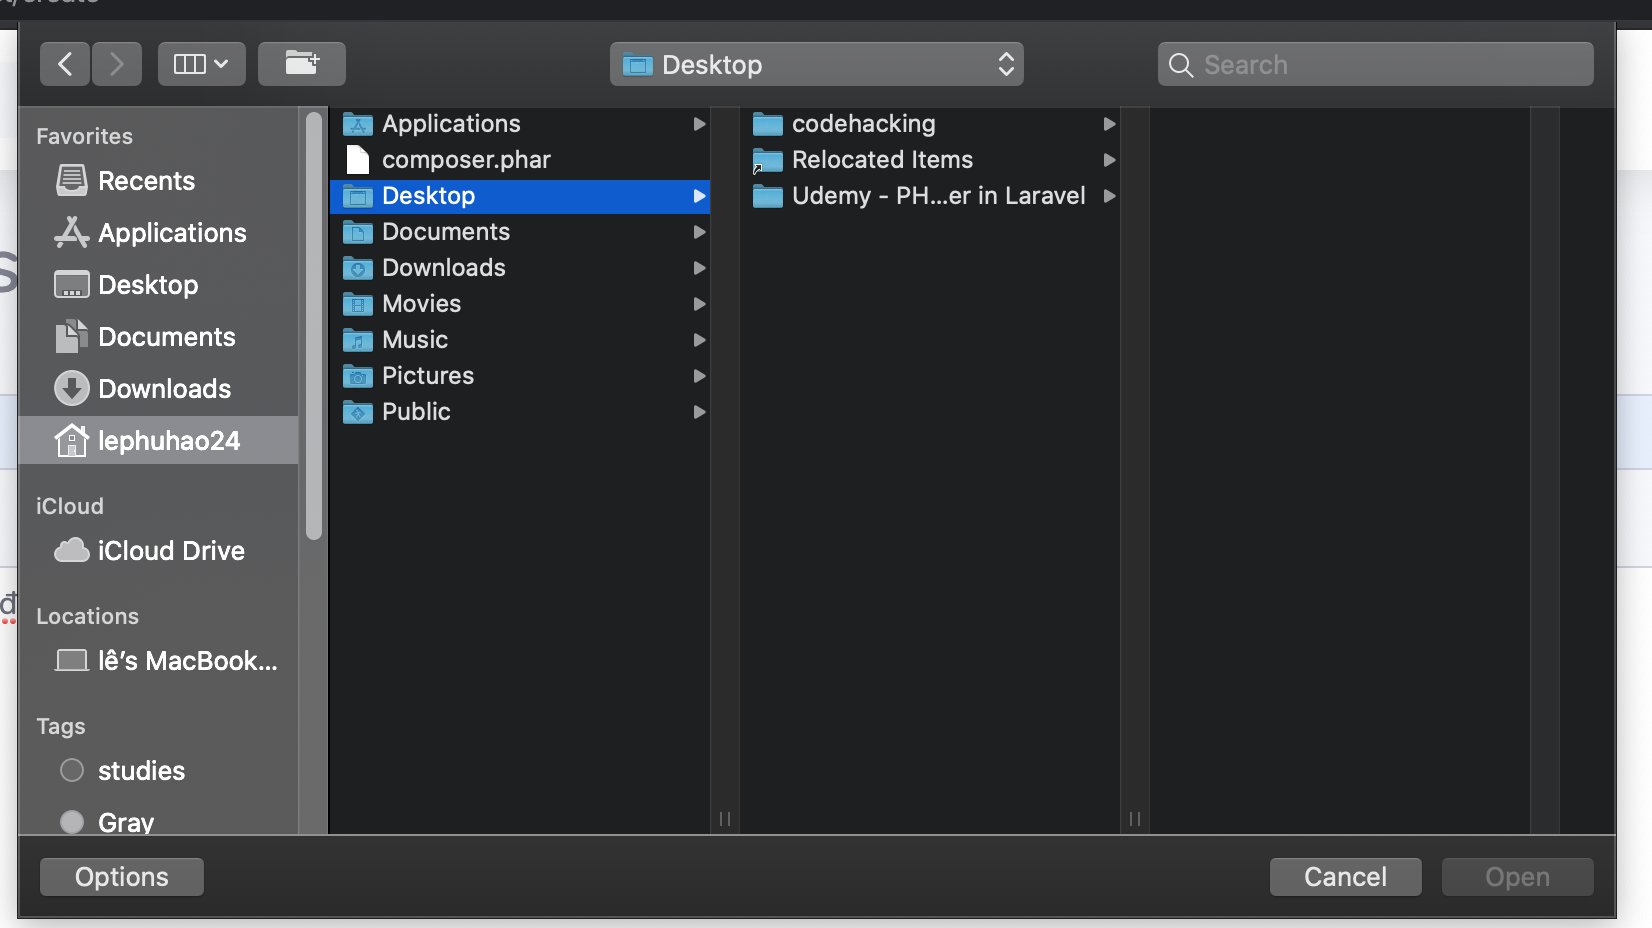 Desktop
Search
Favorites
Recents
Applications
Desktop
Documents
Downloads
lephuhao24
iCloud
iCloud Drive
Locations
lê's MacBook...
Tags
studies
Gray
Applications
composer.phar
Desktop
Documents
Downloads
Movies
Music
Pictures
Public
codehacking
Relocated Items
Udemy - PH...er in Laravel
Options
Cancel
Open